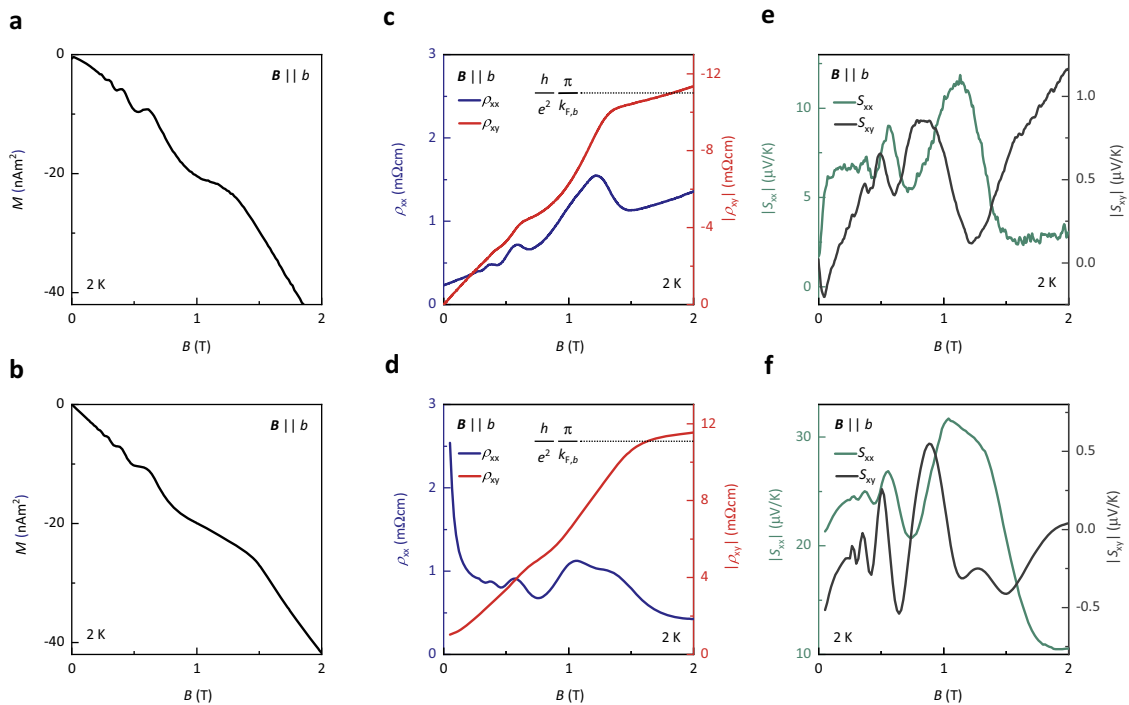 a
B || b
2 K
M (nAm²)
0
-20
-40
0
1
2
B (T)
c
B || b
ρxx
ρxy
h/e² π/kF,b
ρxx (mΩcm)
3
2
1
0
|ρxy| (mΩcm)
-12
-8
-4
0
2 K
0
1
2
B (T)
e
B || b
Sxx
Sxy
|Sxx| (µV/K)
10
5
0
|Sxy| (µV/K)
1.0
0.5
0.0
2 K
0
1
2
B (T)
b
B || b
2 K
M (nAm²)
0
-20
-40
0
1
2
B (T)
d
B || b
ρxx
ρxy
h/e² π/kF,b
ρxx (mΩcm)
3
2
1
0
|ρxy| (mΩcm)
12
8
4
0
2 K
0
1
2
B (T)
f
B || b
Sxx
Sxy
|Sxx| (µV/K)
30
20
10
|Sxy| (µV/K)
0.5
0.0
-0.5
2 K
0
1
2
B (T)